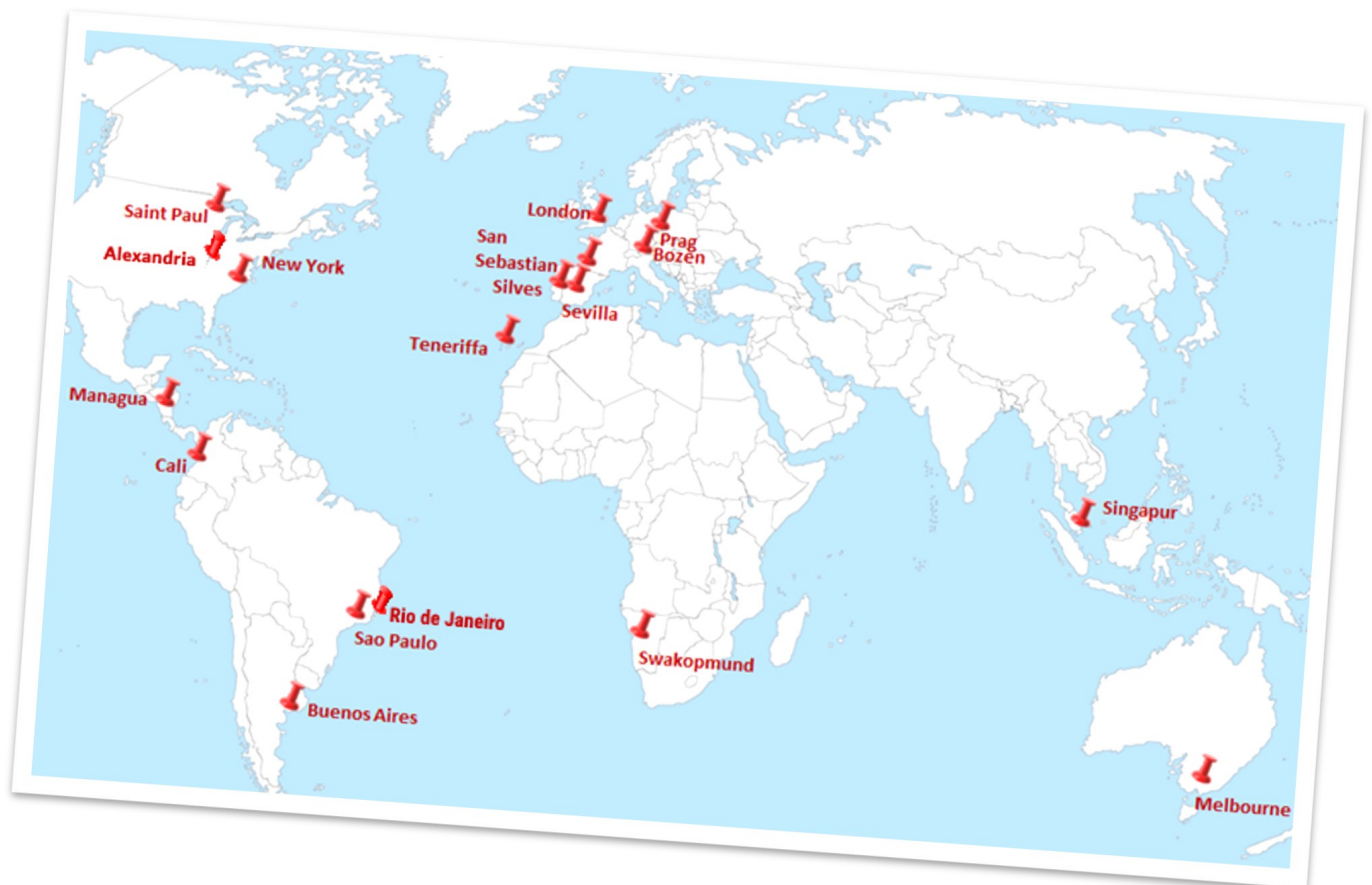 Saint Paul
Alexandria
New York
London
San
Sebastian
Silves
Sevilla
Prag
Bozen
Teneriffa
Managua
Cali
Rio de Janeiro
Sao Paulo
Buenos Aires
Swakopmund
Singapur
Melbourne